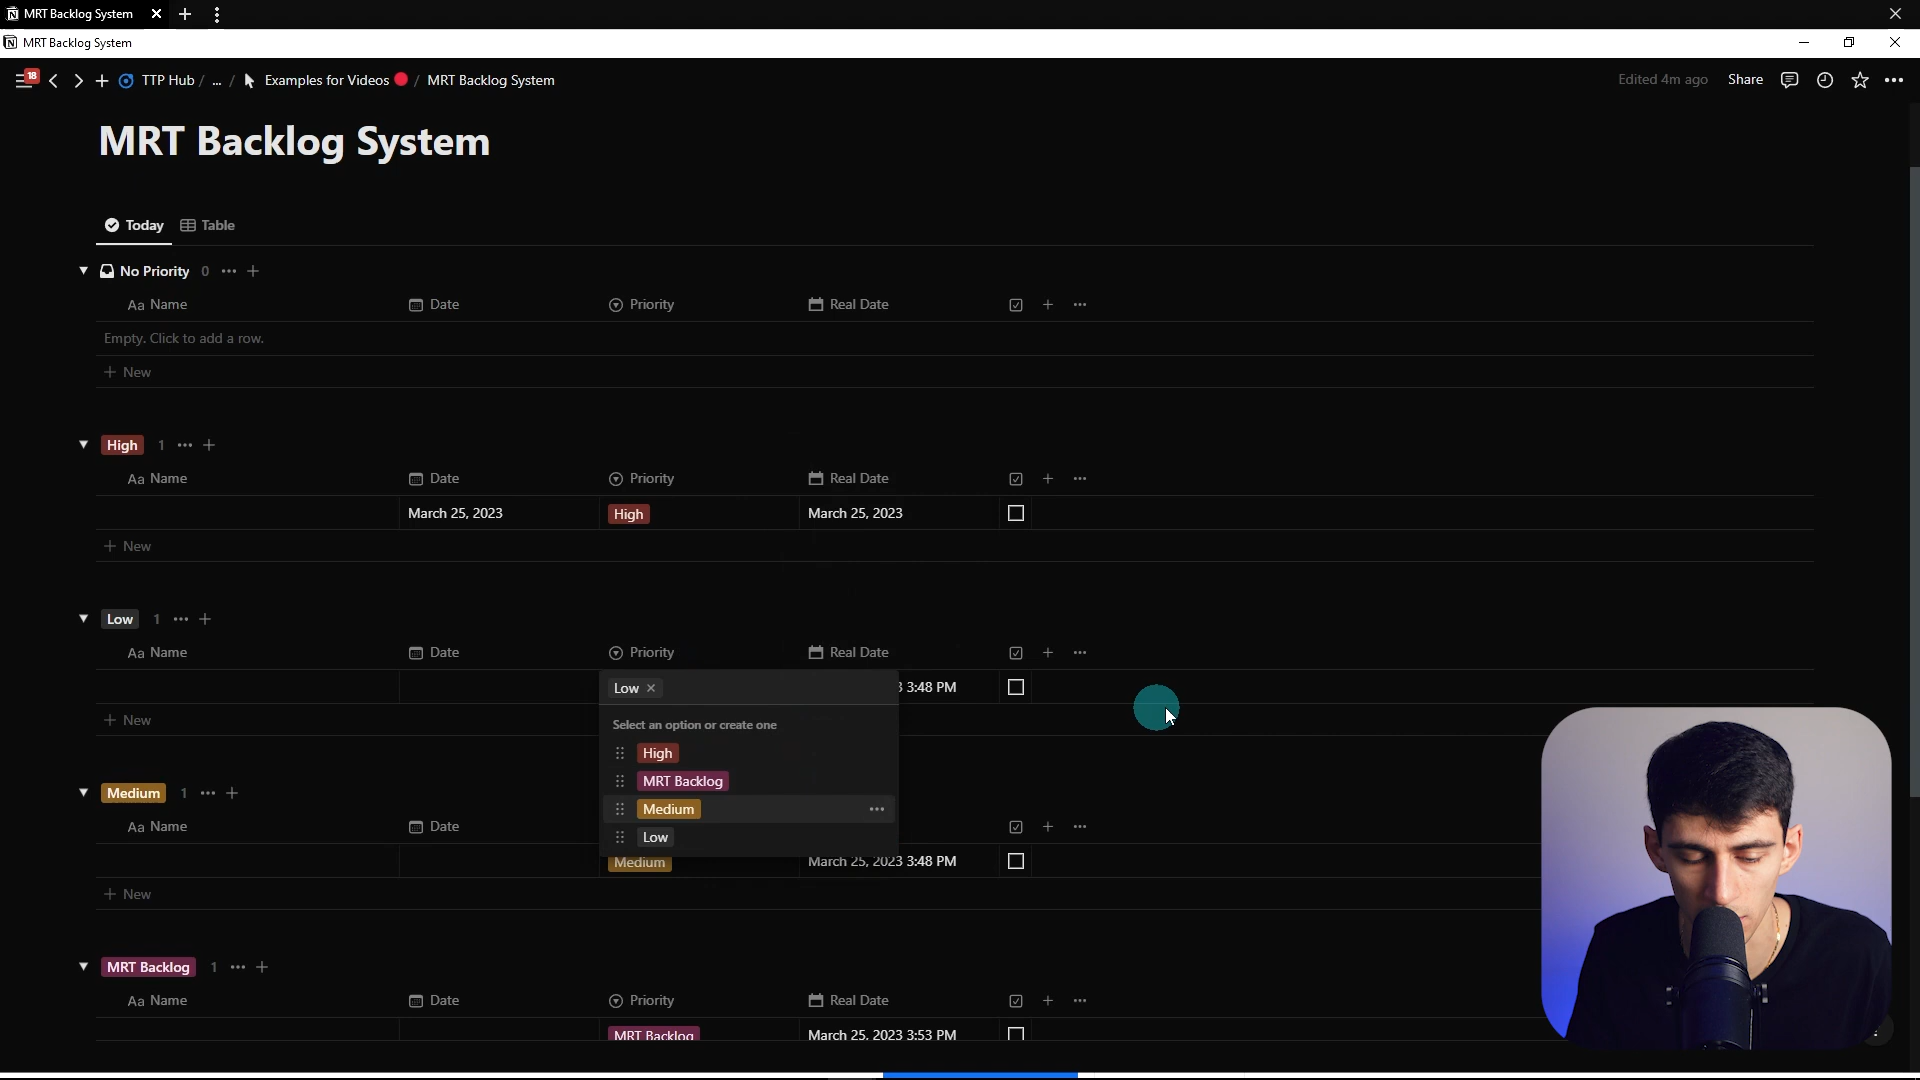 MRT Backlog System
MRT Backlog System
18 TTP Hub / ... / Examples for Videos / MRT Backlog System Edited 4m ago Share
MRT Backlog System
Today Table
No Priority 0
Aa Name Date Priority Real Date
Empty. Click to add a row.
New
High 1
Aa Name Date Priority Real Date
March 25, 2023 High March 25, 2023
New
Low 1
Aa Name Date Priority Real Date
Low 3 3:48 PM
New
Select an option or create one
High
MRT Backlog
Medium
Low
Medium 1
Aa Name Date
Medium March 25, 2023 3:48 PM
New
MRT Backlog 1
Aa Name Date Priority Real Date
MRT Backlog March 25, 2023 3:53 PM